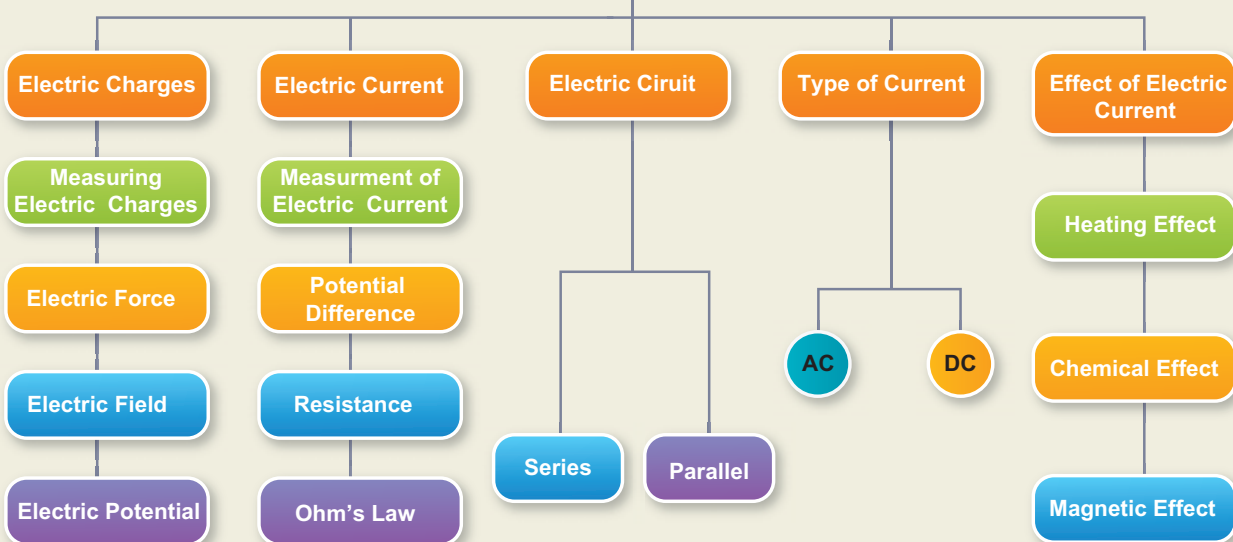 Electric Charges
Measuring
Electric Charges
Electric Force
Electric Field
Electric Potential
Electric Current
Measurment of
Electric Current
Potential
Difference
Resistance
Ohm's Law
Electric Ciruit
Series
Parallel
Type of Current
AC
DC
Effect of Electric
Current
Heating Effect
Chemical Effect
Magnetic Effect